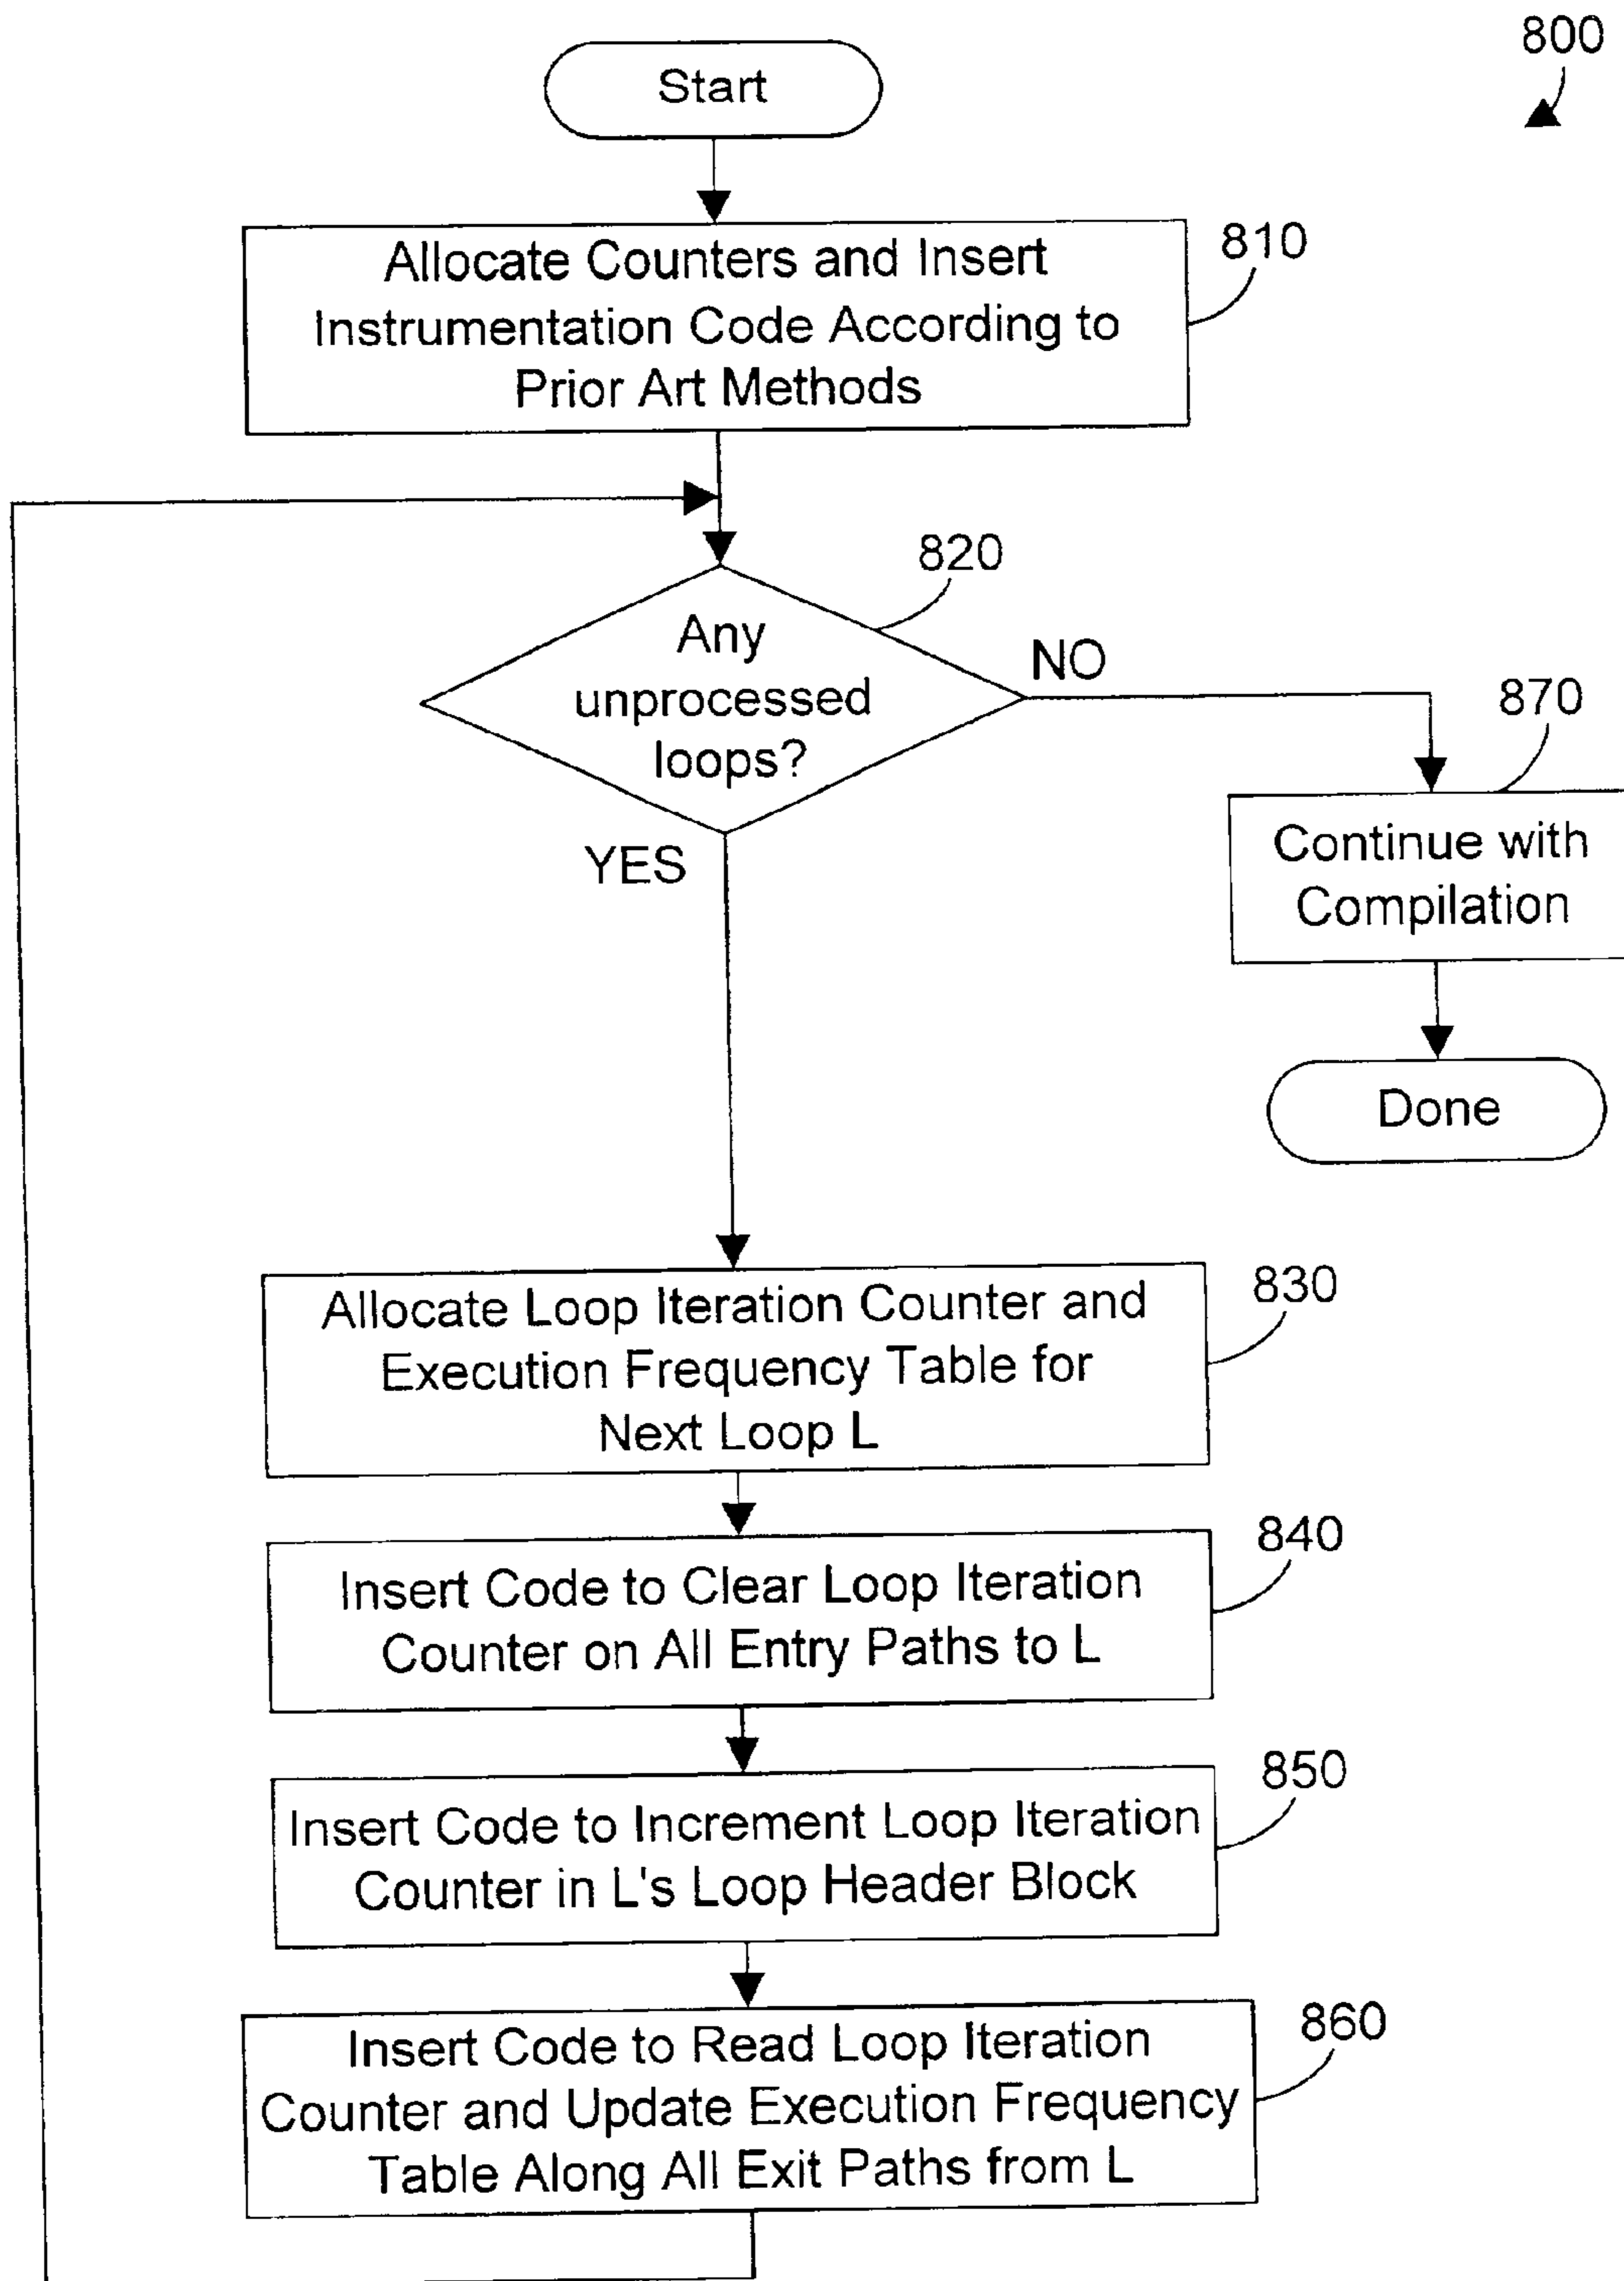 800
Start
Allocate Counters and Insert
Instrumentation Code According to
Prior Art Methods
810
Any
unprocessed
loops?
820
NO
YES
870
Continue with
Compilation
Done
Allocate Loop Iteration Counter and
Execution Frequency Table for
Next Loop L
830
Insert Code to Clear Loop Iteration
Counter on All Entry Paths to L
840
Insert Code to Increment Loop Iteration
Counter in L's Loop Header Block
850
Insert Code to Read Loop Iteration
Counter and Update Execution Frequency
Table Along All Exit Paths from L
860